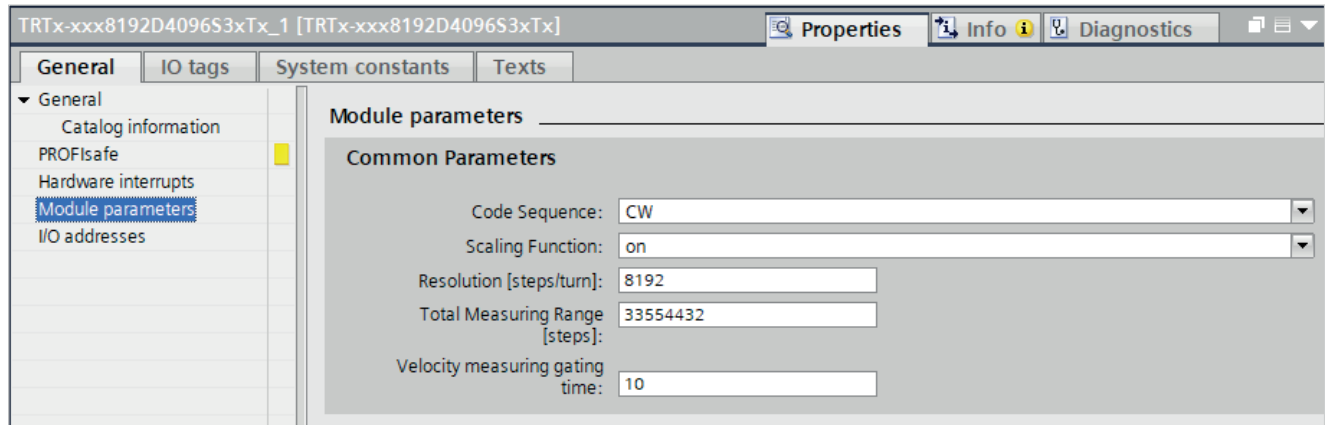 TRTx-xxx8192D4096S3xTx_1 [TRTx-xxx8192D4096S3xTx]
Properties
Info
Diagnostics
General
IO tags
System constants
Texts
General
Catalog information
PROFIsafe
Hardware interrupts
Module parameters
I/O addresses
Module parameters
Common Parameters
Code Sequence: CW
Scaling Function: on
Resolution [steps/turn]: 8192
Total Measuring Range 33554432
[steps]:
Velocity measuring gating
time: 10